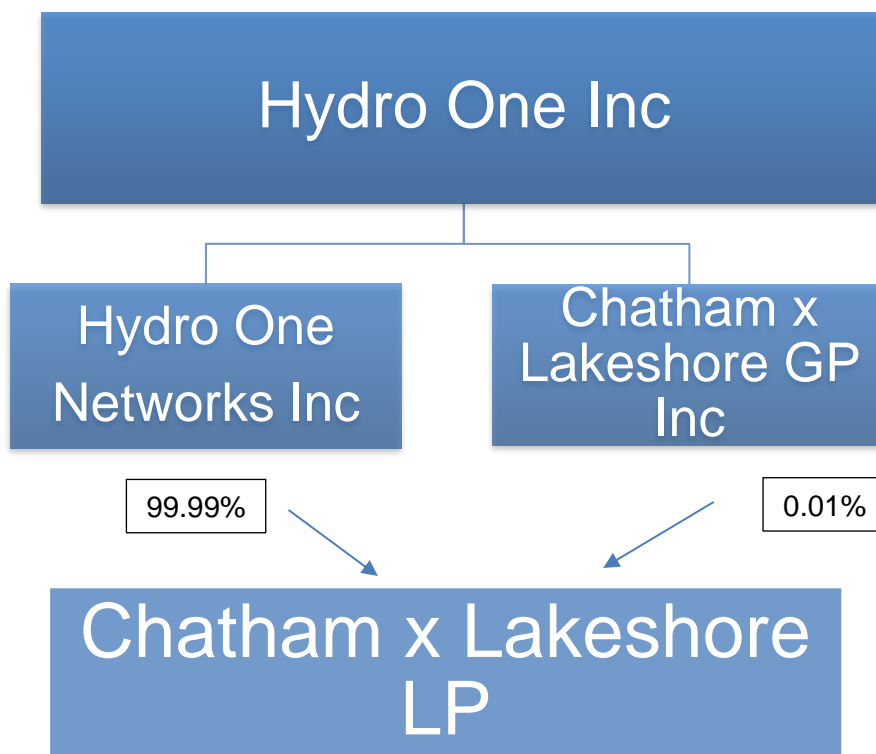 Hydro One Inc
Hydro One
Networks Inc
Chatham x
Lakeshore GP
Inc
99.99%
0.01%
Chatham x Lakeshore
LP